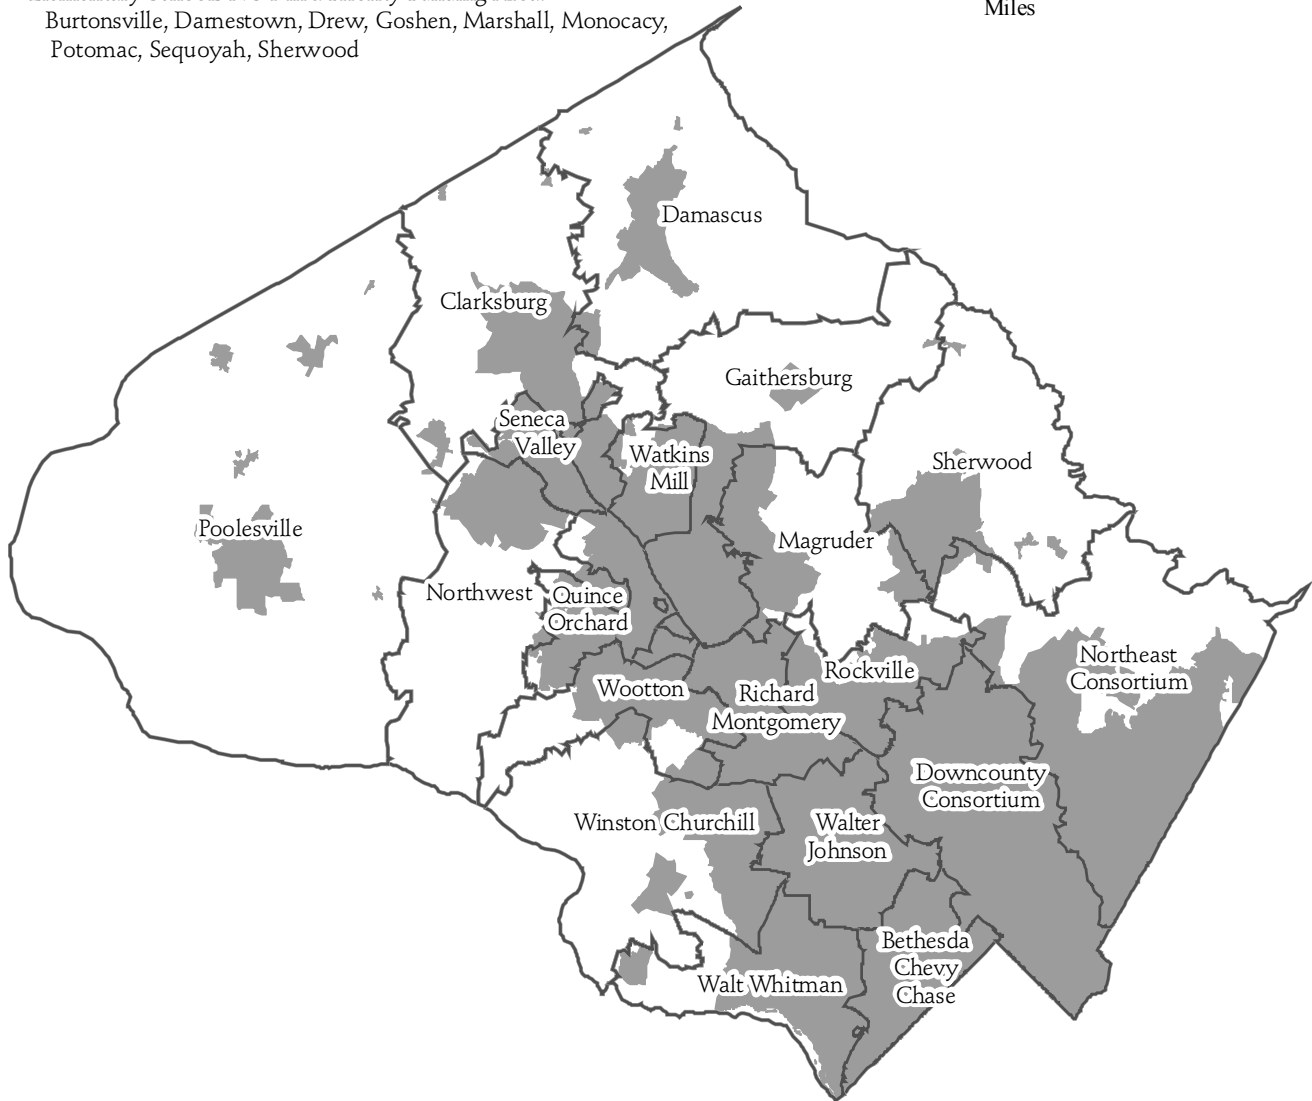 Burtonsville, Darnestown, Drew, Goshen, Marshall, Monocacy,
Potomac, Sequoyah, Sherwood
Miles
Damascus
Clarksburg
Gaithersburg
Seneca
Valley
Watkins
Mill
Sherwood
Poolesville
Magruder
Northwest
Quince
Orchard
Northeast
Consortium
Rockville
Wootton
Richard
Montgomery
Downcounty
Consortium
Winston Churchill
Walter
Johnson
Bethesda
Chevy
Chase
Walt Whitman